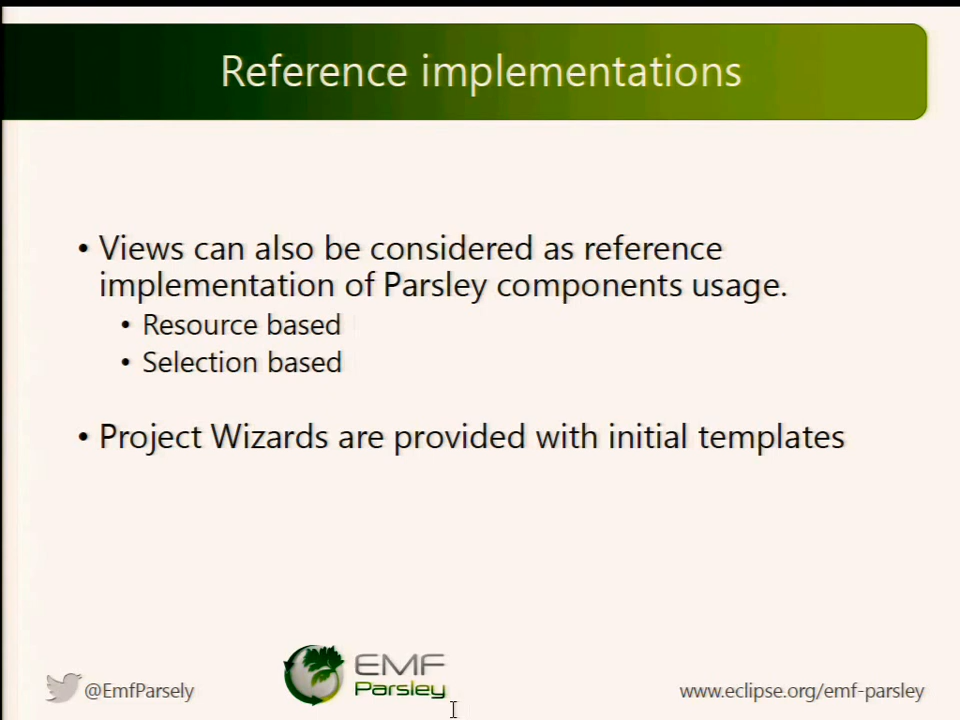 Reference implementations
• Views can also be considered as reference
implementation of Parsley components usage.
• Resource based
• Selection based
• Project Wizards are provided with initial templates
@EmfParsely
EMF
Parsley
www.eclipse.org/emf-parsley